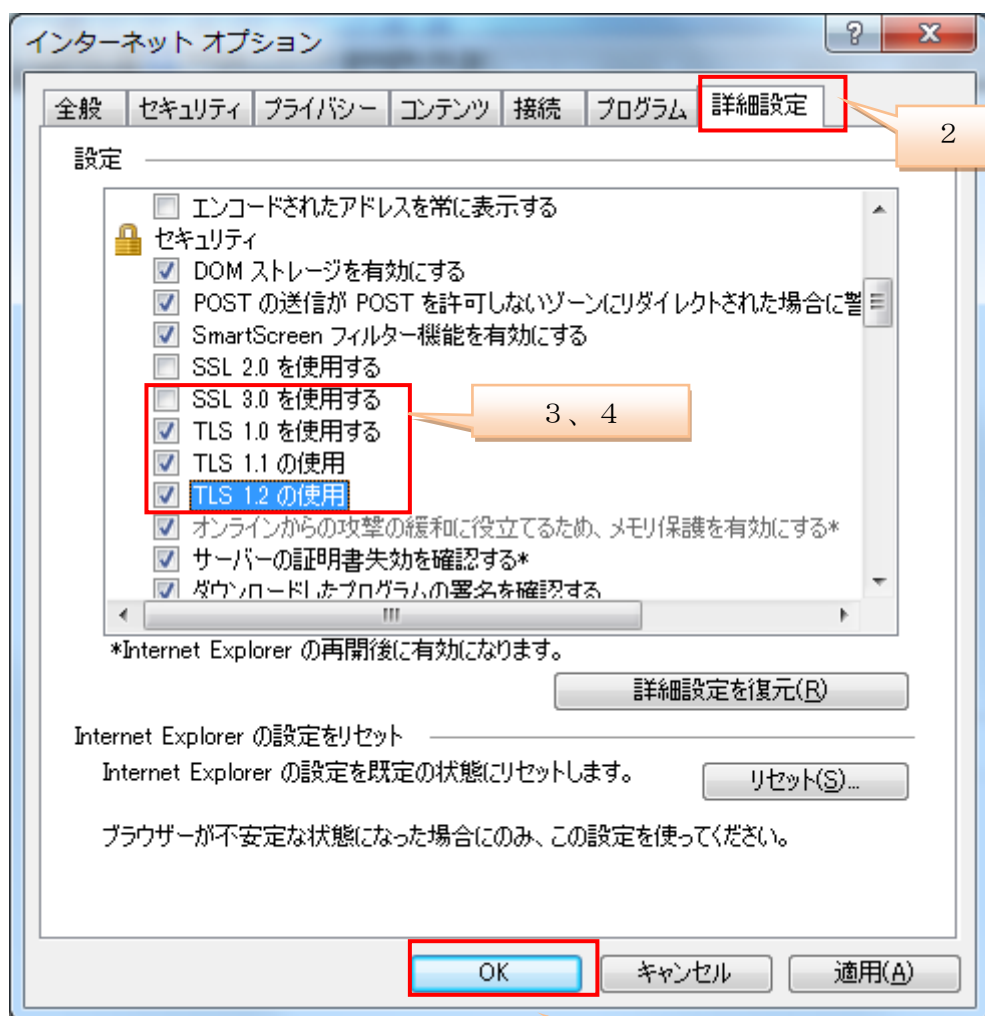 インターネット オプション
全般 セキュリティ プライバシー コンテンツ 接続 プログラム 詳細設定
2
設定
エンコードされたアドレスを常に表示する
セキュリティ
DOM ストレージを有効にする
POST の送信が POST を許可しないゾーンにリダイレクトされた場合に警
SmartScreen フィルター機能を有効にする
SSL 2.0 を使用する
SSL 3.0 を使用する
3、4
TLS 1.0 を使用する
TLS 1.1 の使用
TLS 1.2 の使用
オンラインからの攻撃の緩和に役立てるため、メモリ保護を有効にする*
サーバーの証明書失効を確認する*
ダウンロードしたプログラムの署名を確認する
*Internet Explorer の再開後に有効になります。
詳細設定を復元(R)
Internet Explorer の設定をリセット
Internet Explorer の設定を既定の状態にリセットします。
リセット(S)...
ブラウザーが不安定な状態になった場合にのみ、この設定を使ってください。
OK キャンセル 適用(A)